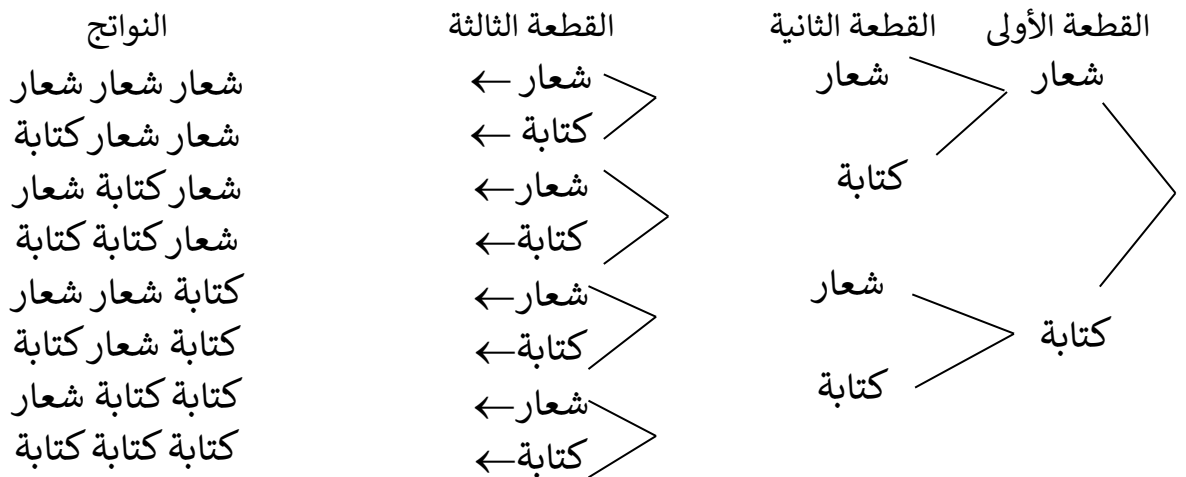 القطعة الأولى القطعة الثانية القطعة الثالثة النواتج
شعار شعار شعار ← شعار شعار شعار
كتابة ← شعار شعار كتابة
كتابة شعار← شعار كتابة شعار
كتابة← شعار كتابة كتابة
شعار شعار← كتابة شعار شعار
كتابة كتابة← كتابة شعار كتابة
كتابة شعار← كتابة كتابة شعار
كتابة← كتابة كتابة كتابة